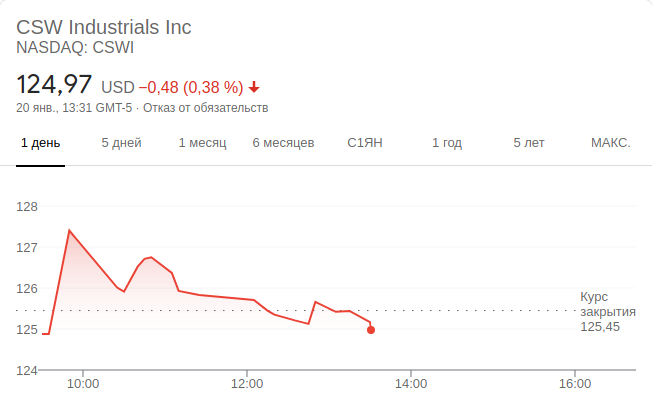 CSW Industrials Inc
NASDAQ: CSWI
124,97 USD −0,48 (0,38 %)
20 янв., 13:31 GMT-5 · Отказ от обязательств
1 день 5 дней 1 месяц 6 месяцев С1ЯН 1 год 5 лет МАКС.
128
127
126
125
124
Курс
закрытия
125,45
10:00 12:00 14:00 16:00